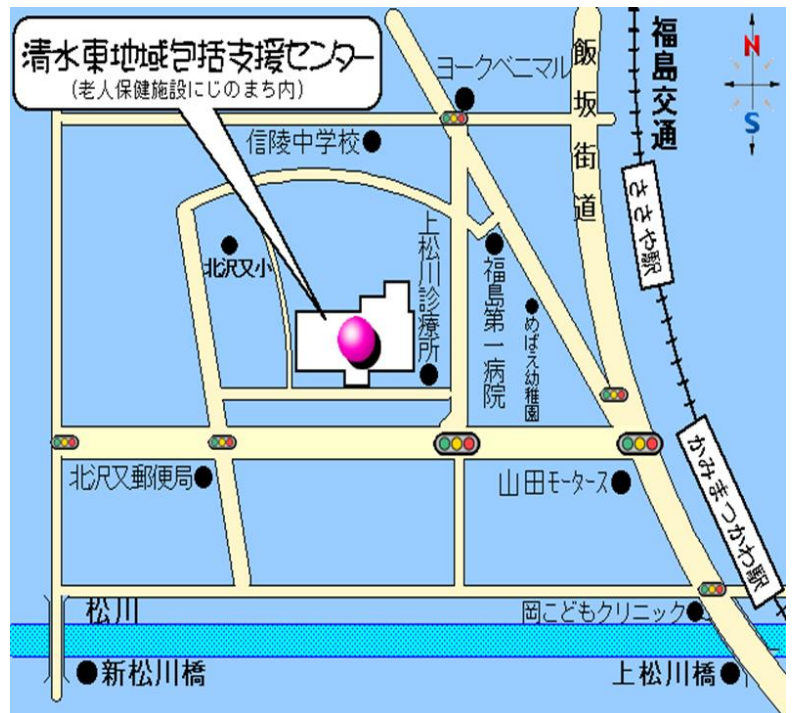 清水東地域包括支援センター
(老人保健施設にじのまち内)
ヨークベニマル
飯坂街道
福島交通
N
S
信陵中学校
ささや駅
北沢又小
上松川診療所
福島第一病院
めばえ幼稚園
かみまつかわ駅
北沢又郵便局
山田モータース
松川
岡こどもクリニック
新松川橋
上松川橋